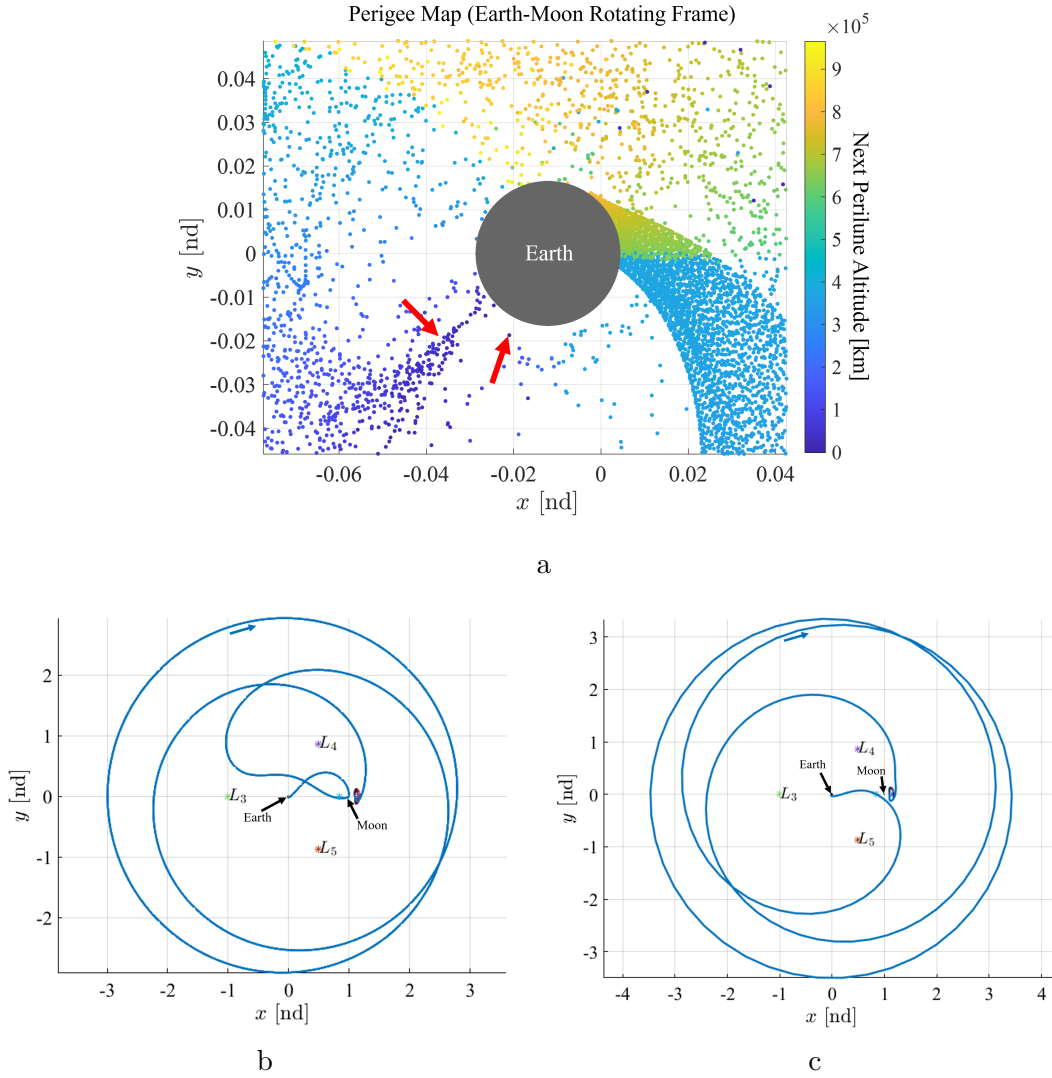 Perigee Map (Earth-Moon Rotating Frame)
×10⁵
0.04
0.03
0.02
0.01
0
-0.01
-0.02
-0.03
-0.04
y [nd]
Earth
-0.06
-0.04
-0.02
0
0.02
0.04
x [nd]
9
8
7
6
5
4
3
2
1
0
Next Perilune Altitude [km]
a
2
1
0
-1
-2
y [nd]
L₄
L₃
L₅
Earth
Moon
-3
-2
-1
0
1
2
3
x [nd]
b
3
2
1
0
-1
-2
-3
y [nd]
L₄
Earth
Moon
L₃
L₅
-4
-3
-2
-1
0
1
2
3
4
x [nd]
c